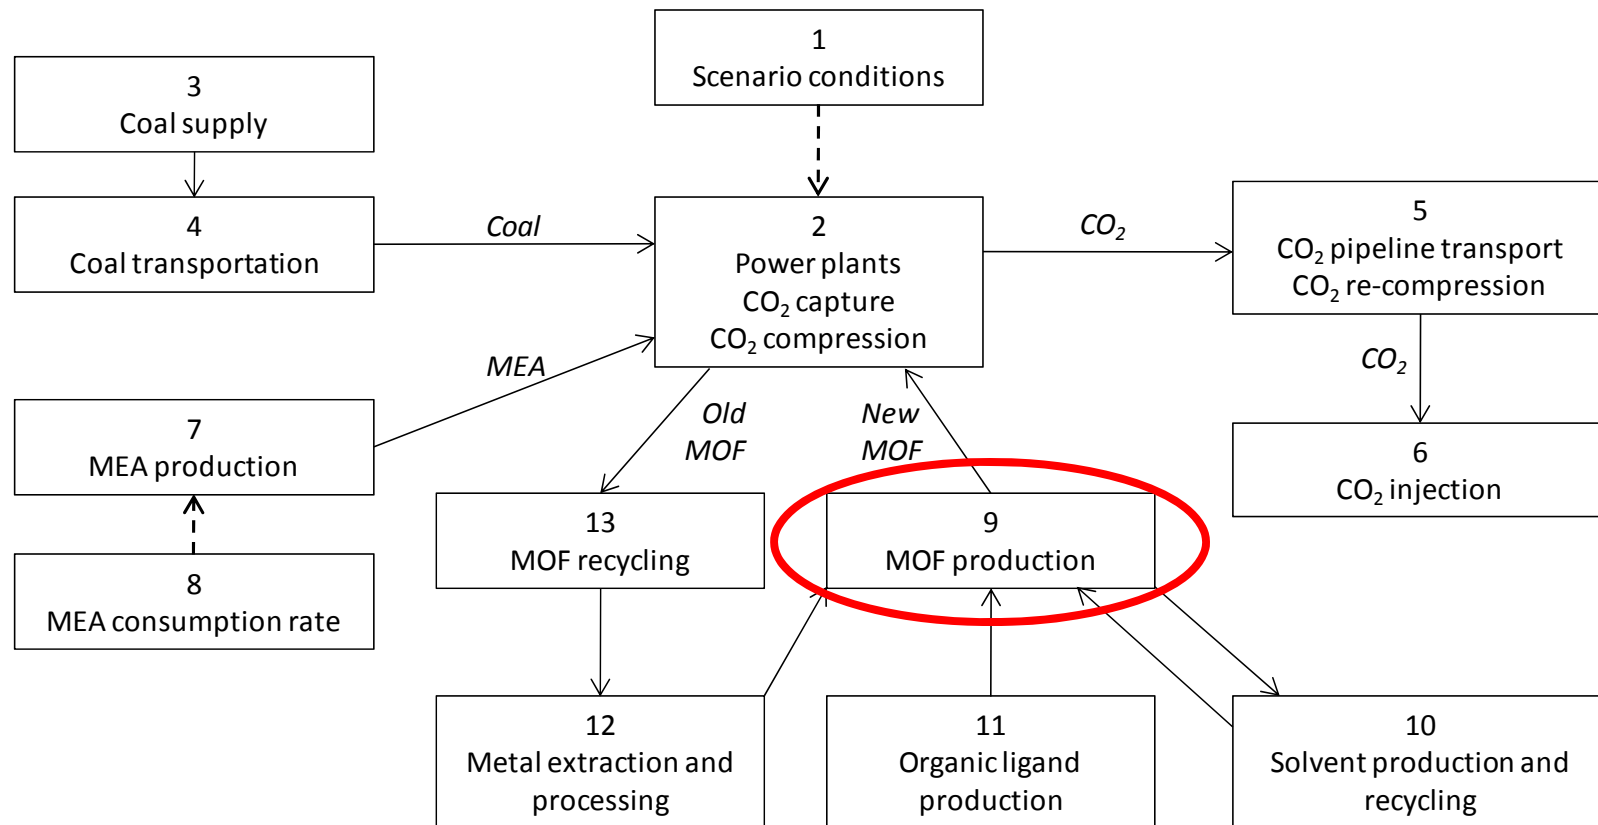 1
Scenario conditions
3
Coal supply
4
Coal transportation
Coal
2
Power plants
CO₂ capture
CO₂ compression
CO₂
5
CO₂ pipeline transport
CO₂ re-compression
CO₂
6
CO₂ injection
MEA
7
MEA production
8
MEA consumption rate
Old
MOF
New
MOF
13
MOF recycling
9
MOF production
12
Metal extraction and
processing
11
Organic ligand
production
10
Solvent production and
recycling